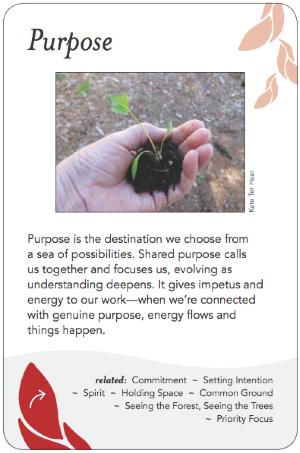 Purpose
Kate Ter Haar
Purpose is the destination we choose from
a sea of possibilities. Shared purpose calls
us together and focuses us, evolving as
understanding deepens. It gives impetus and
energy to our work—when we're connected
with genuine purpose, energy flows and
things happen.
related: Commitment ~ Setting Intention
~ Spirit ~ Holding Space ~ Common Ground
~ Seeing the Forest, Seeing the Trees
~ Priority Focus